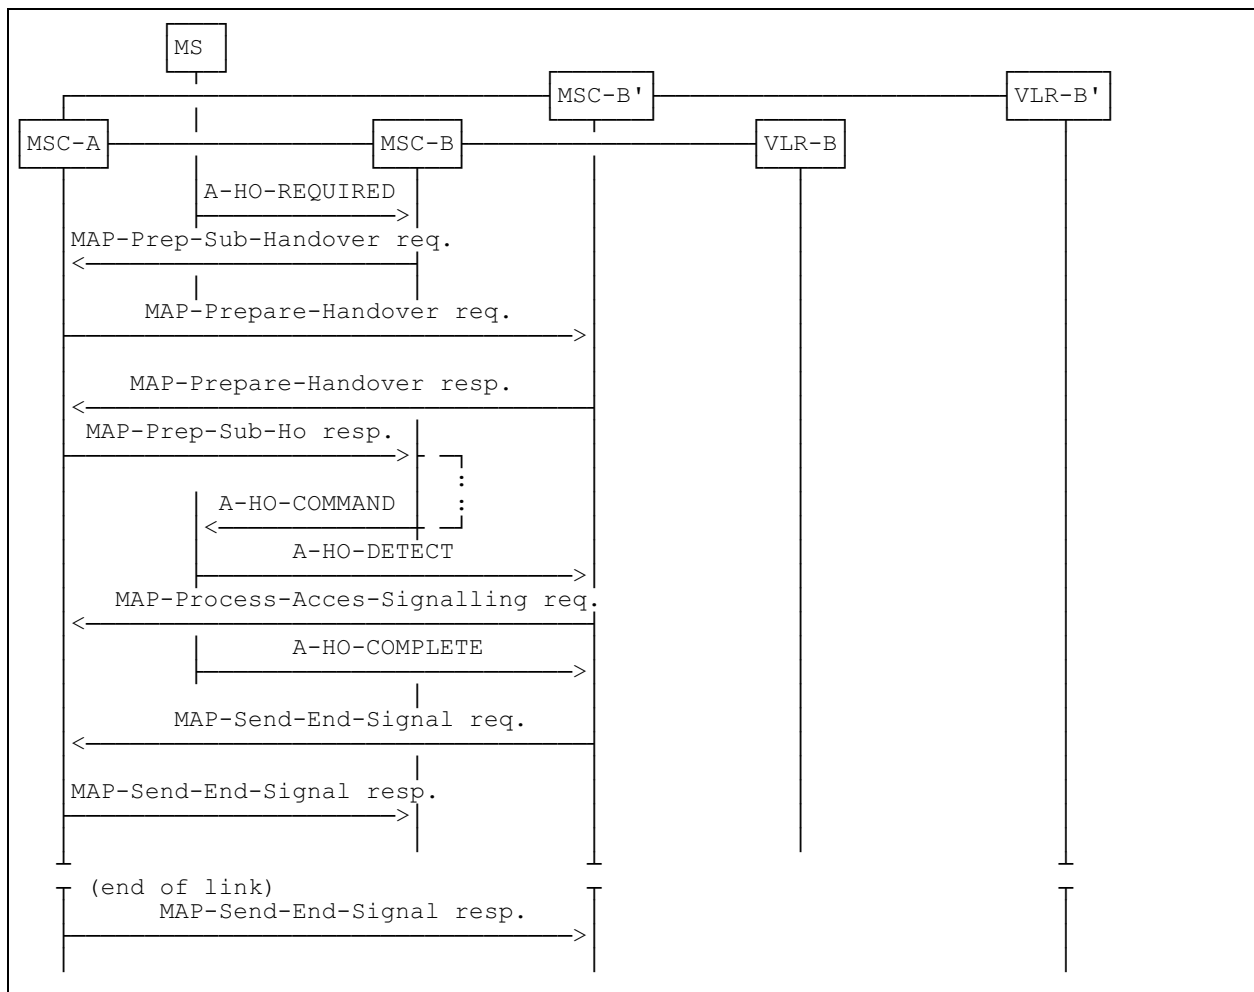 MS
MSC-B' VLR-B'
MSC-A MSC-B VLR-B
A-HO-REQUIRED
MAP-Prep-Sub-Handover req.
MAP-Prepare-Handover req.
MAP-Prepare-Handover resp.
MAP-Prep-Sub-Ho resp.
A-HO-COMMAND
A-HO-DETECT
MAP-Process-Acces-Signalling req.
A-HO-COMPLETE
MAP-Send-End-Signal req.
MAP-Send-End-Signal resp.
(end of link)
MAP-Send-End-Signal resp.